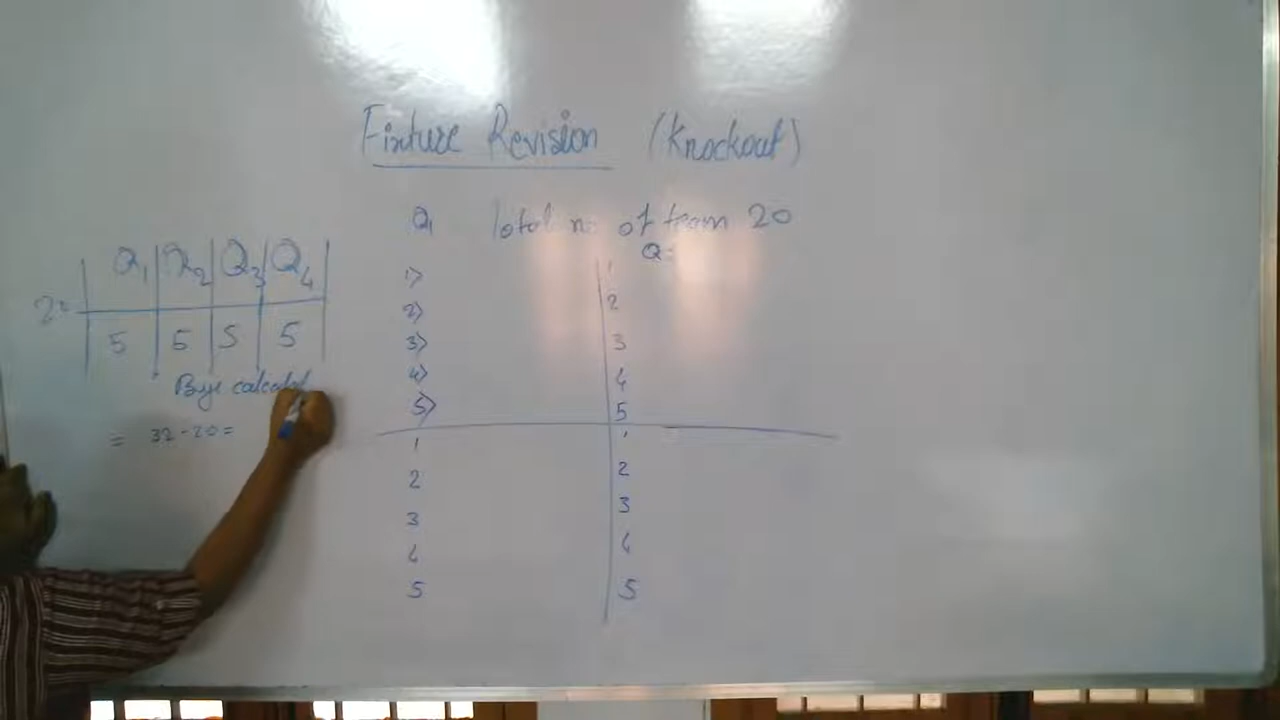 Fixture Revision (Knockout)
Q1 Total no of team 20
Q2
Q1 Q2 Q3 Q4
20
5 5 5 5
Bye calculat
= 32-20=
1> 1
2> 2
3> 3
4> 4
5> 5
1 1
2 2
3 3
4 4
5 5